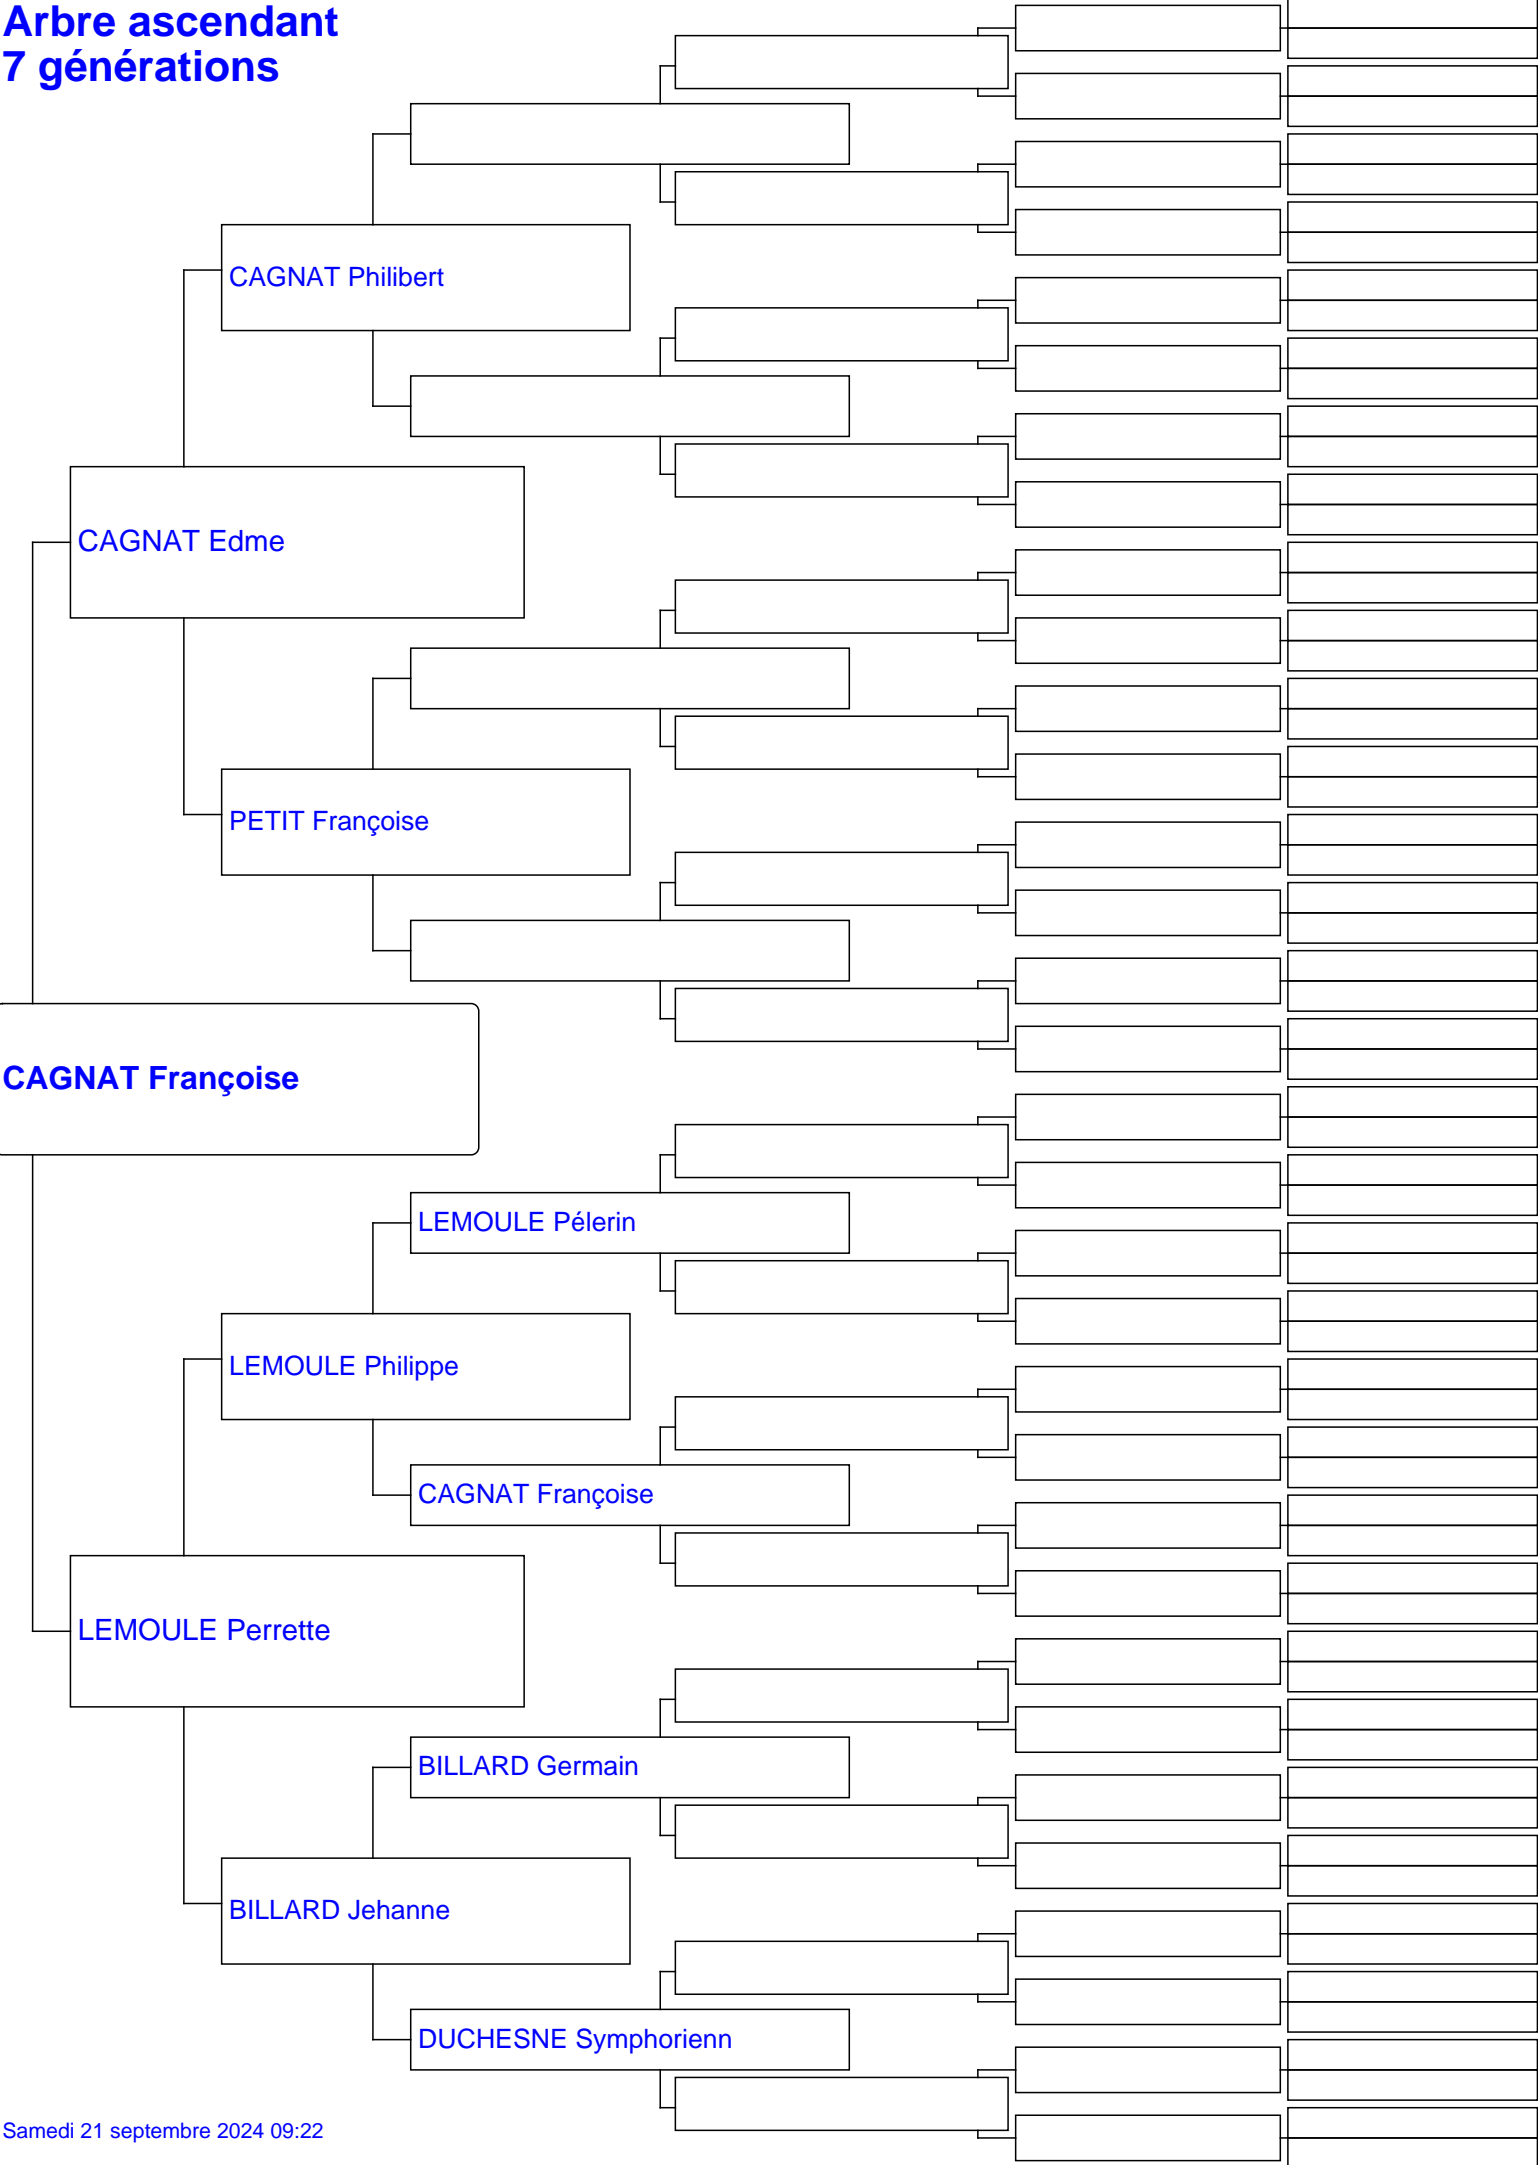 Arbre ascendant
7 générations
CAGNAT Philibert
CAGNAT Edme
PETIT Françoise
CAGNAT Françoise
LEMOULE Pélerin
LEMOULE Philippe
CAGNAT Françoise
LEMOULE Perrette
BILLARD Germain
BILLARD Jehanne
DUCHESNE Symphorienn
Samedi 21 septembre 2024 09:22